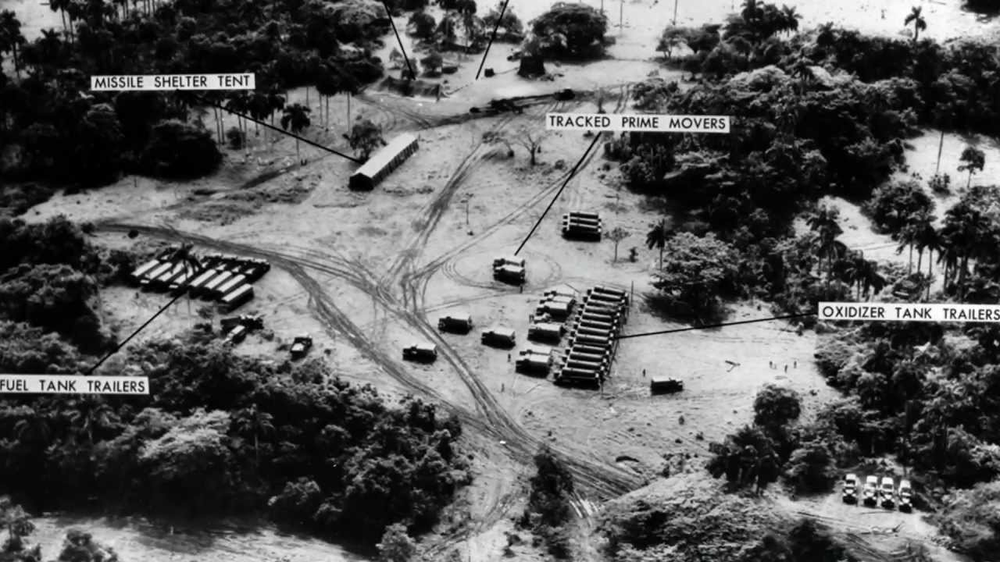 MISSILE SHELTER TENT
TRACKED PRIME MOVERS
OXIDIZER TANK TRAILERS
FUEL TANK TRAILERS